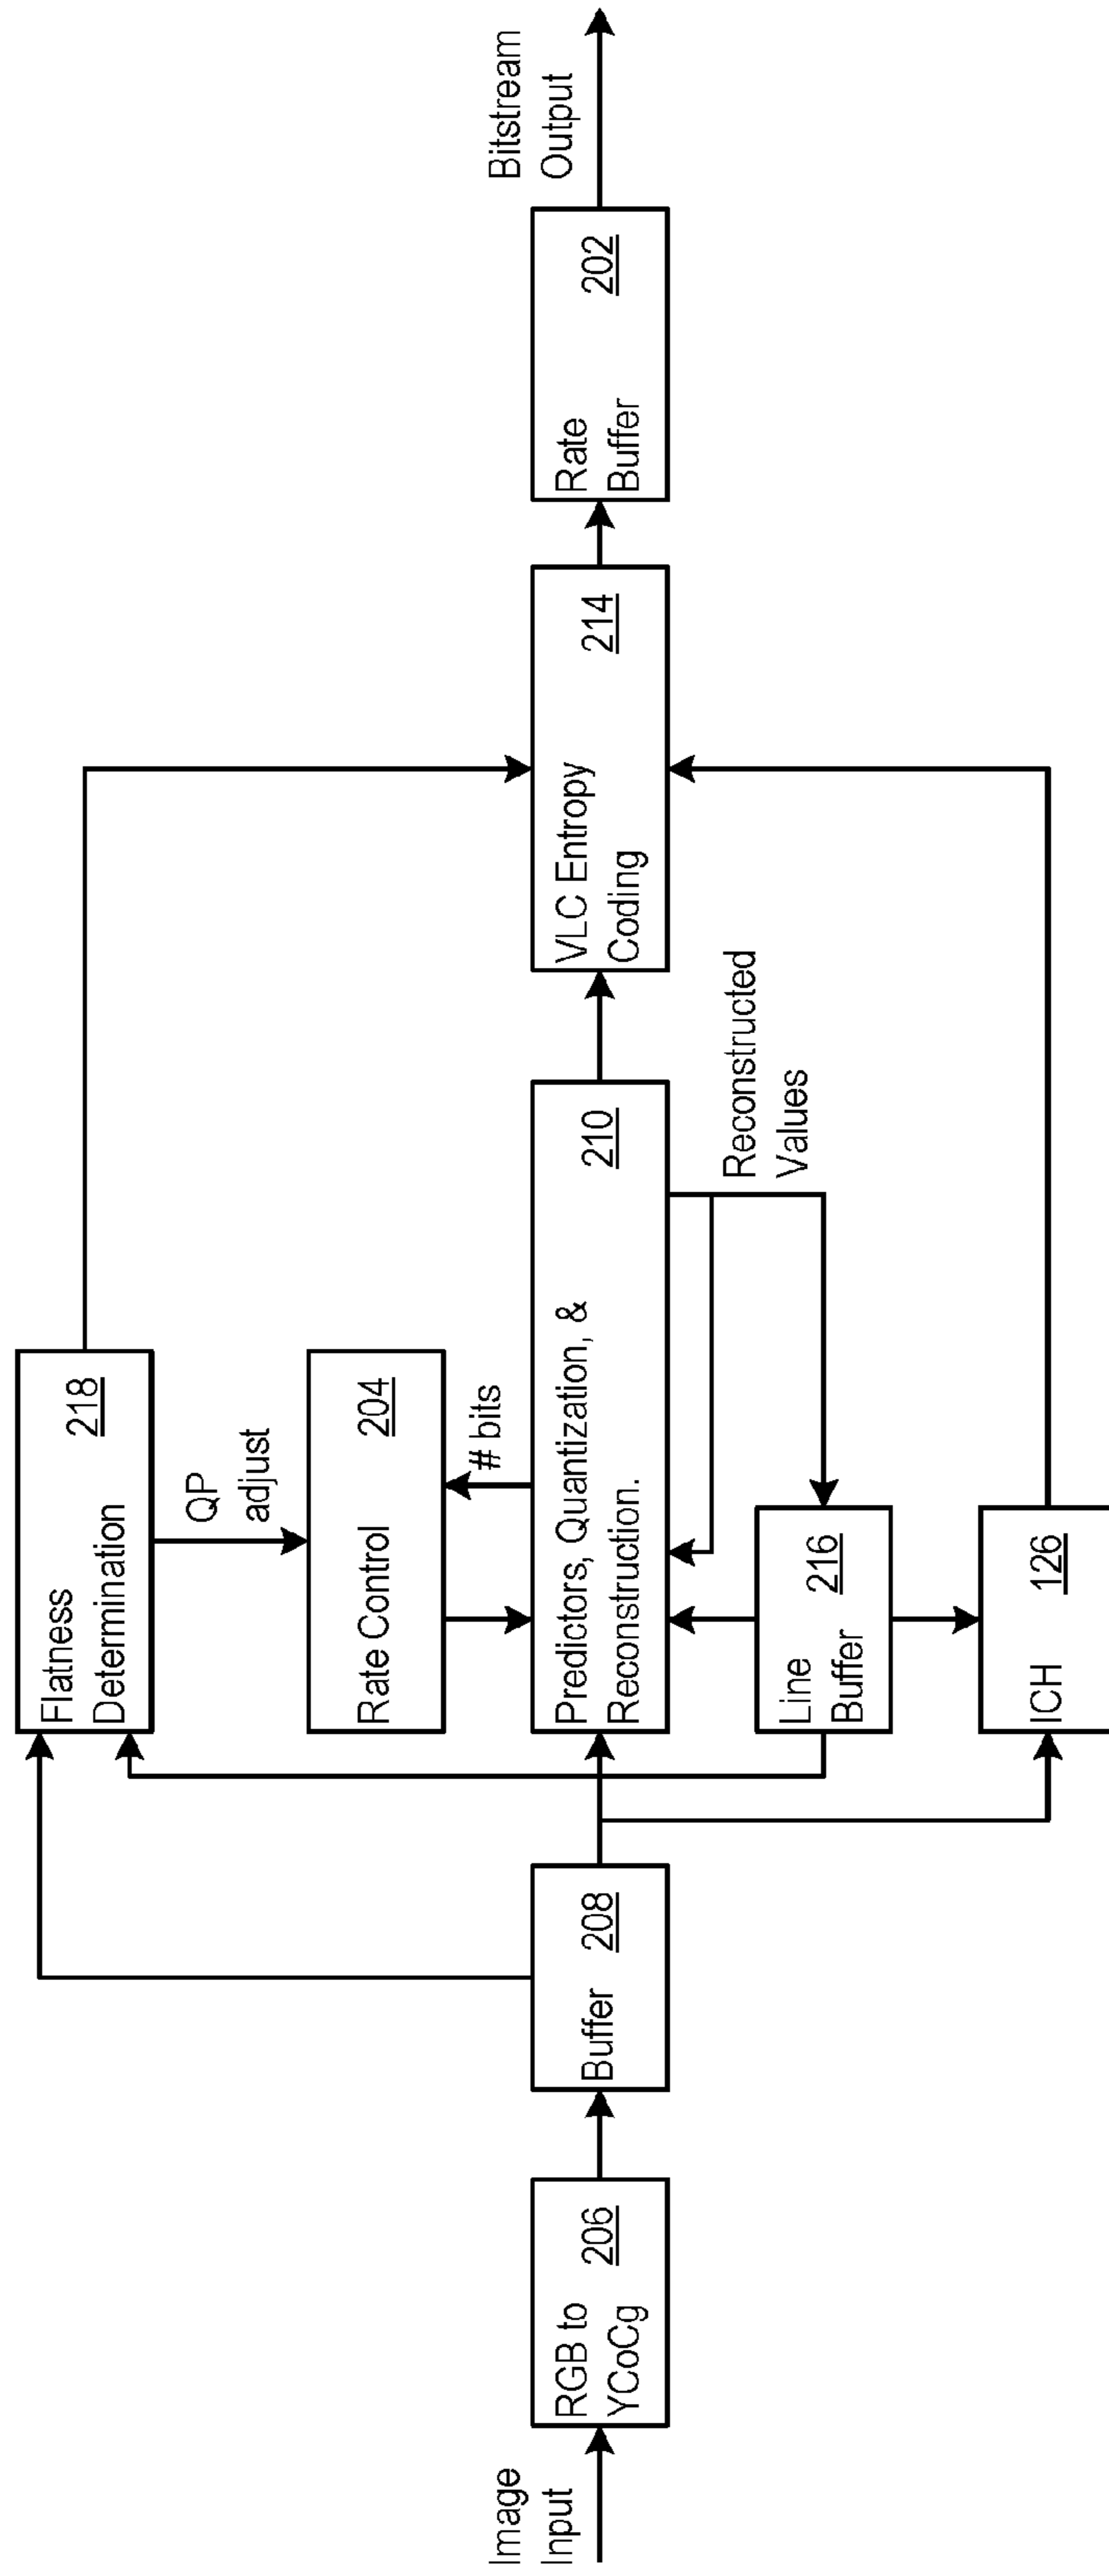 Flatness
Determination
218
QP
adjust
Rate Control
204
# bits
Image
Input
RGB to
YCoCg
206
Buffer
208
Predictors, Quantization, &
Reconstruction.
210
VLC Entropy
Coding
214
Rate
Buffer
202
Bitstream
Output
Reconstructed
Values
Line
Buffer
216
ICH
126